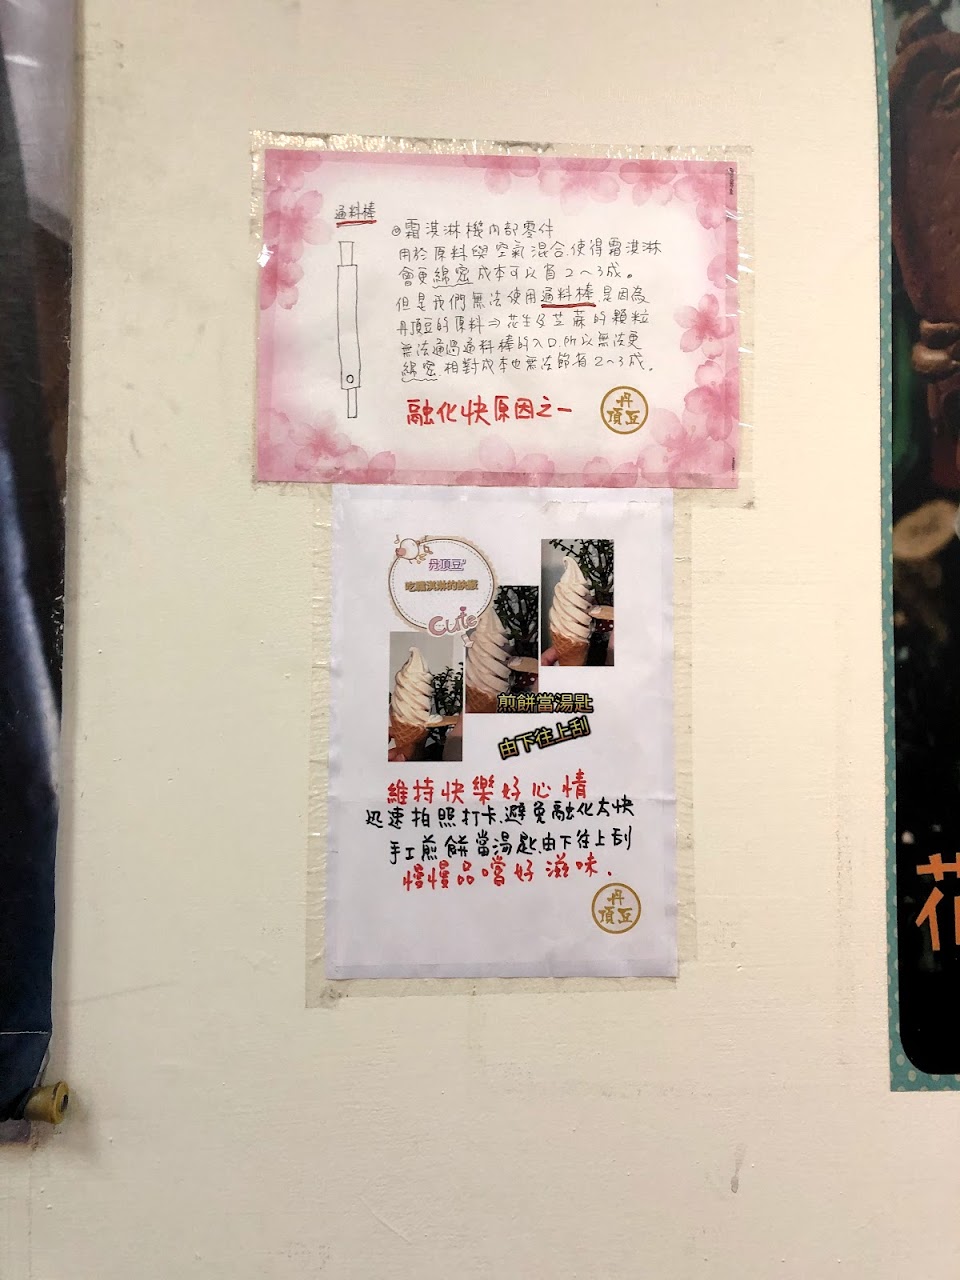 通料棒
霜淇淋機內部零件
用於原料與空氣混合.使得霜淇淋
會更綿密成本可以省2～3成。
但是我們無法使用通料棒是因為
丹頂豆的原料⇒花生及芝蔴的顆粒
無法通過通料棒的入口.所以無法更
綿密.相對成本也無法節省2～3成.
融化快原因之一
丹
頂豆
丹頂豆
吃霜淇淋的訣竅
Cute
煎餅當湯匙
由下往上刮
維持快樂好心情
迅速拍照打卡.避免融化太快
手工煎餅當湯匙.由下往上刮
慢慢品嚐好滋味.
丹
頂豆
花